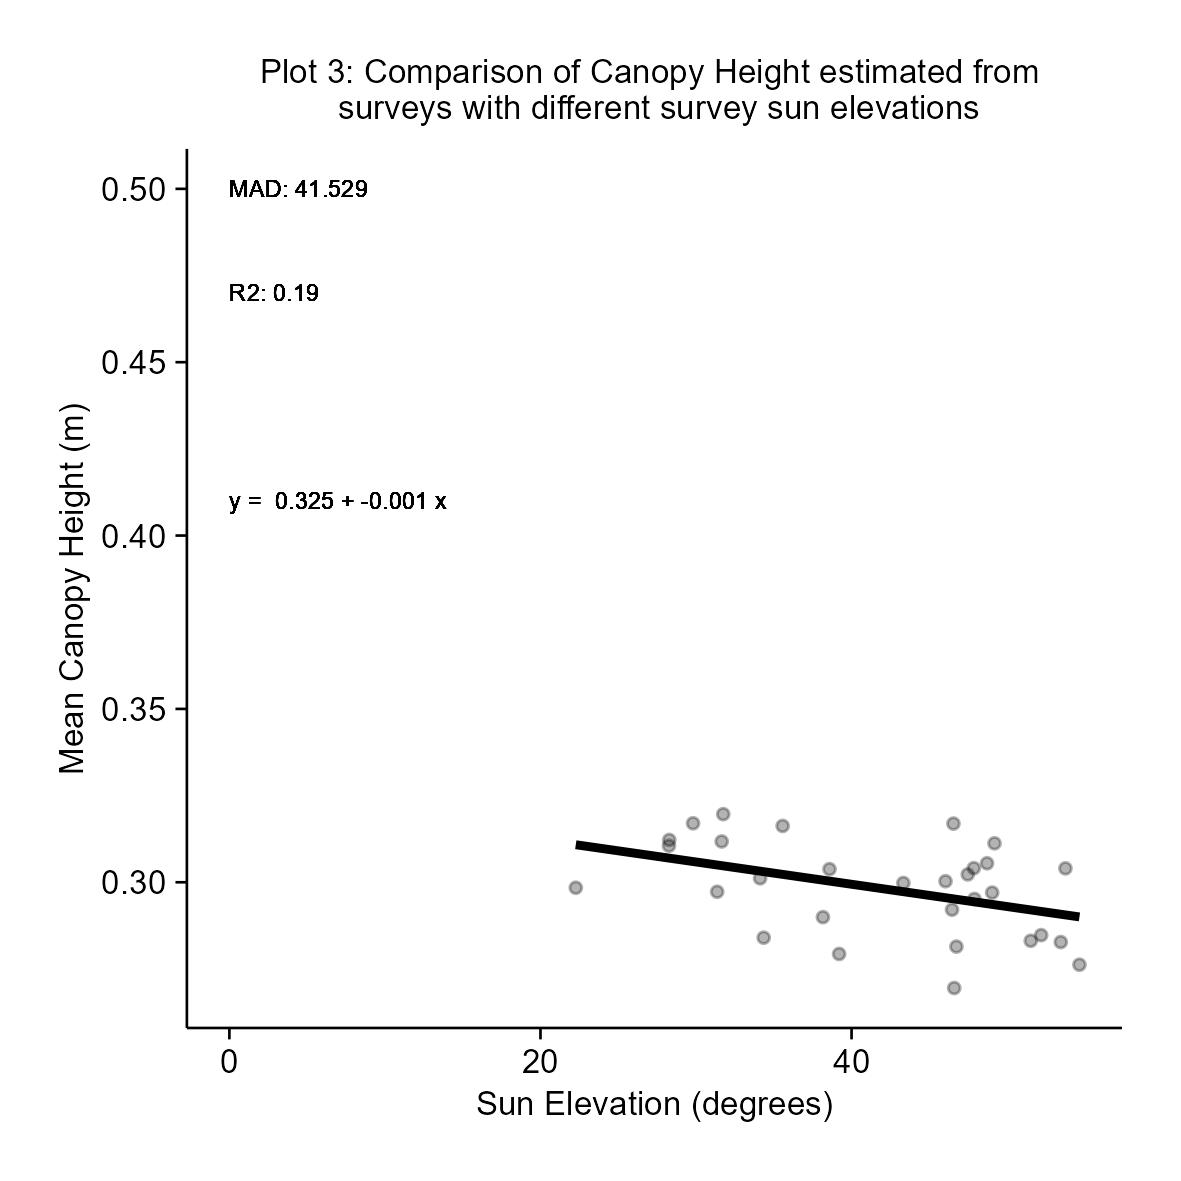 Plot 3: Comparison of Canopy Height estimated from
surveys with different survey sun elevations
MAD: 41.529
R2: 0.19
y =  0.325 + -0.001 x
Mean Canopy Height (m)
0.50
0.45
0.40
0.35
0.30
0
20
40
Sun Elevation (degrees)